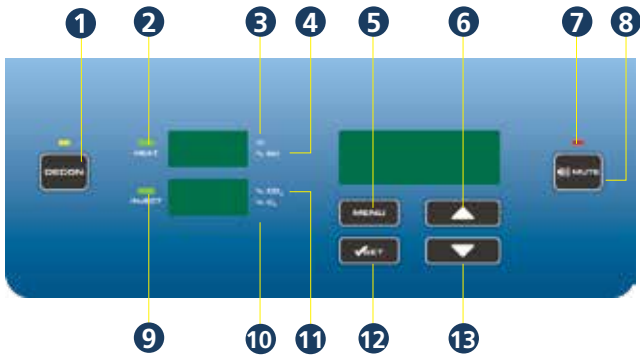 1 2 3 4 5 6 7 8
DECON
HEAT
% RH
INJECT
% CO₂
% O₂
MENU
✓SET
MUTE
9 10 11 12 13